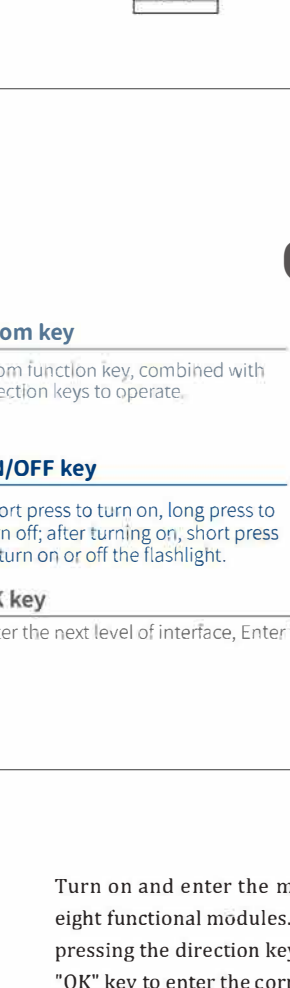 om key
om function key, combined with
ection keys to operate.
/OFF key
ort press to turn on, long press to
n off; after turning on, short press
turn on or off the flashlight.
key
er the next level of interface, Enter
Turn on and enter the m
eight functional modules.
pressing the direction key
"OK" key to enter the corr